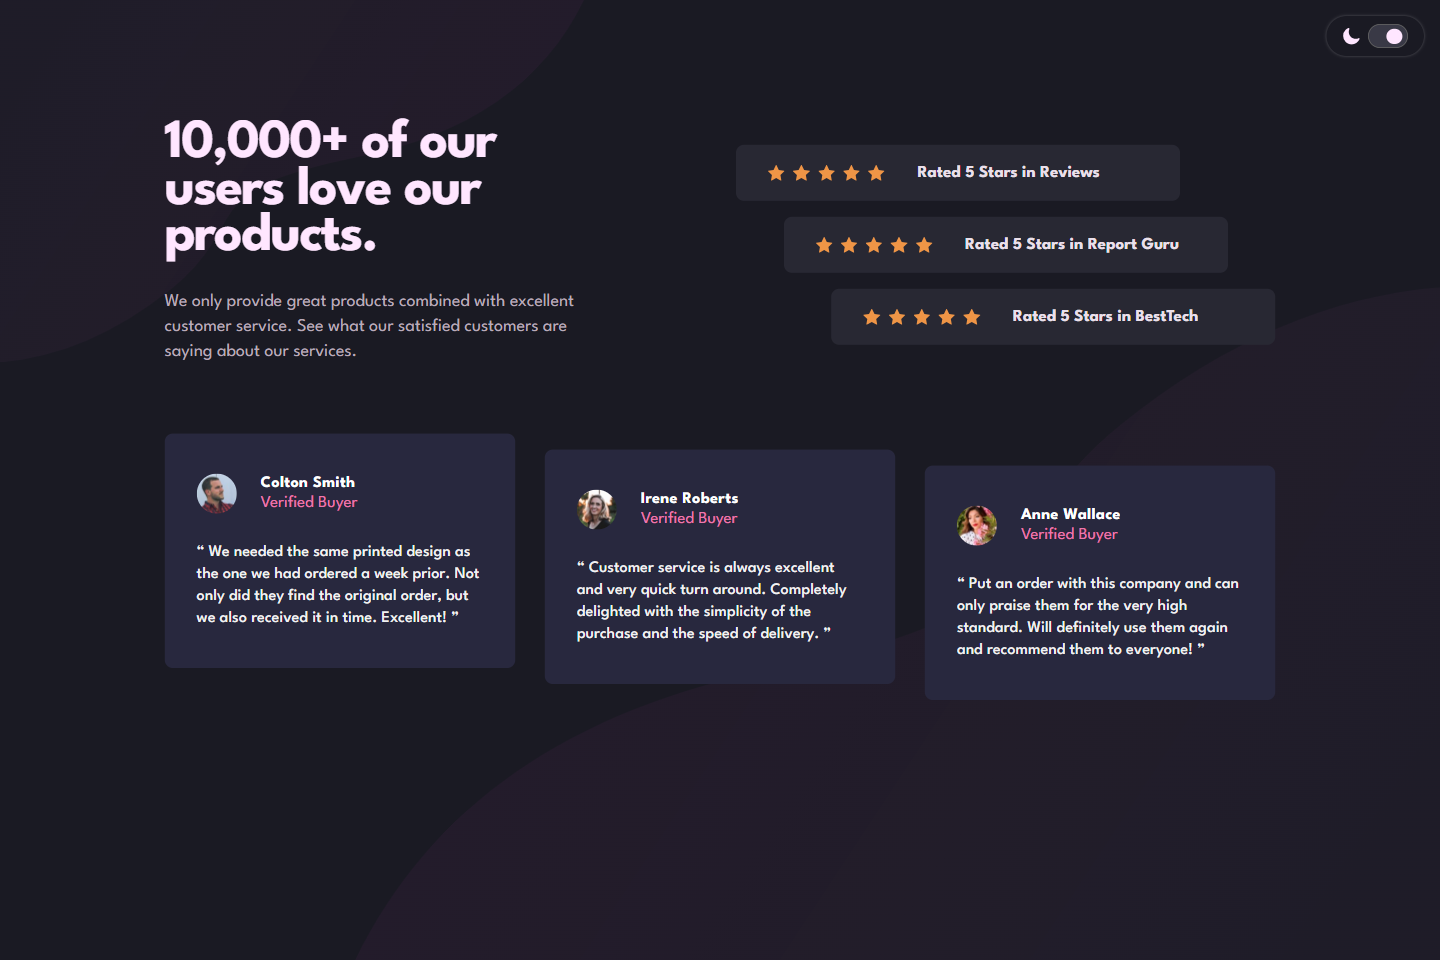 10,000+ of our
users love our
products.
We only provide great products combined with excellent
customer service. See what our satisfied customers are
saying about our services.
Rated 5 Stars in Reviews
Rated 5 Stars in Report Guru
Rated 5 Stars in BestTech
Colton Smith
Verified Buyer
“ We needed the same printed design as
the one we had ordered a week prior. Not
only did they find the original order, but
we also received it in time. Excellent! ”
Irene Roberts
Verified Buyer
“ Customer service is always excellent
and very quick turn around. Completely
delighted with the simplicity of the
purchase and the speed of delivery. ”
Anne Wallace
Verified Buyer
“ Put an order with this company and can
only praise them for the very high
standard. Will definitely use them again
and recommend them to everyone! ”